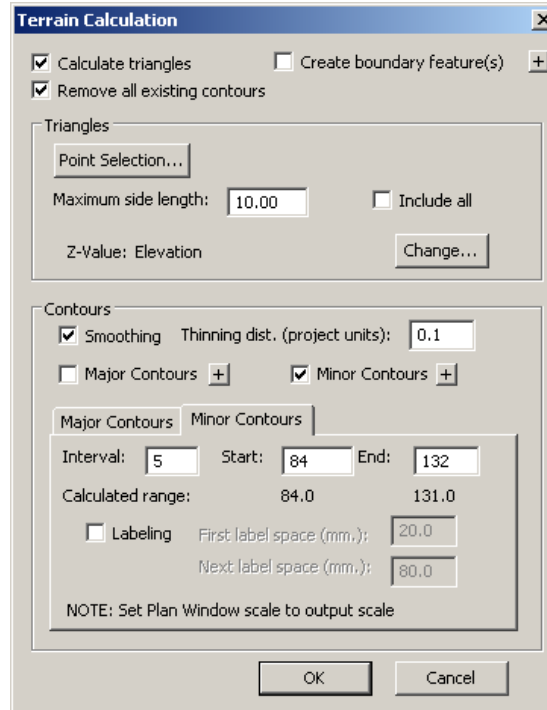 Terrain Calculation
Calculate triangles Create boundary feature(s) +
Remove all existing contours
Triangles
Point Selection...
Maximum side length: 10.00 Include all
Z-Value: Elevation Change...
Contours
Smoothing Thinning dist. (project units): 0.1
Major Contours + Minor Contours +
Major Contours Minor Contours
Interval: 5 Start: 84 End: 132
Calculated range: 84.0 131.0
Labeling First label space (mm.): 20.0
Next label space (mm.): 80.0
NOTE: Set Plan Window scale to output scale
OK Cancel